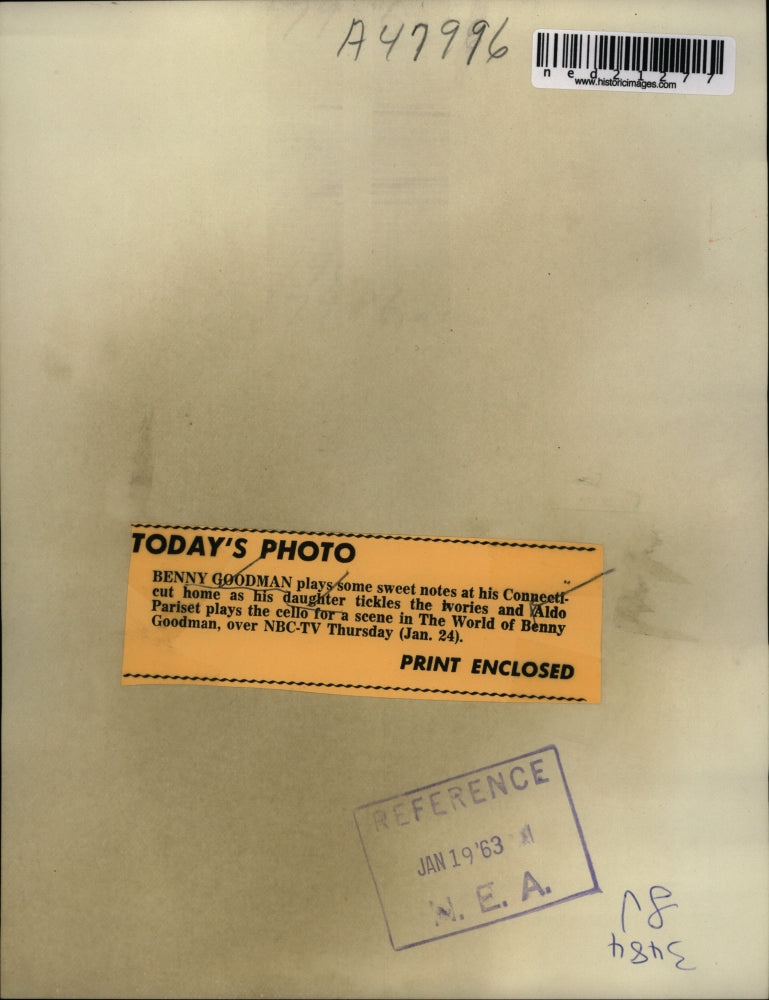 A47996
ned21277
www.historicimages.com
TODAY'S PHOTO
BENNY GOODMAN plays some sweet notes at his Connecti-
cut home as his daughter tickles the ivories and Aldo
Pariset plays the cello for a scene in The World of Benny
Goodman, over NBC-TV Thursday (Jan. 24).
PRINT ENCLOSED
REFERENCE
JAN 19 '63
N. E. A.
3484